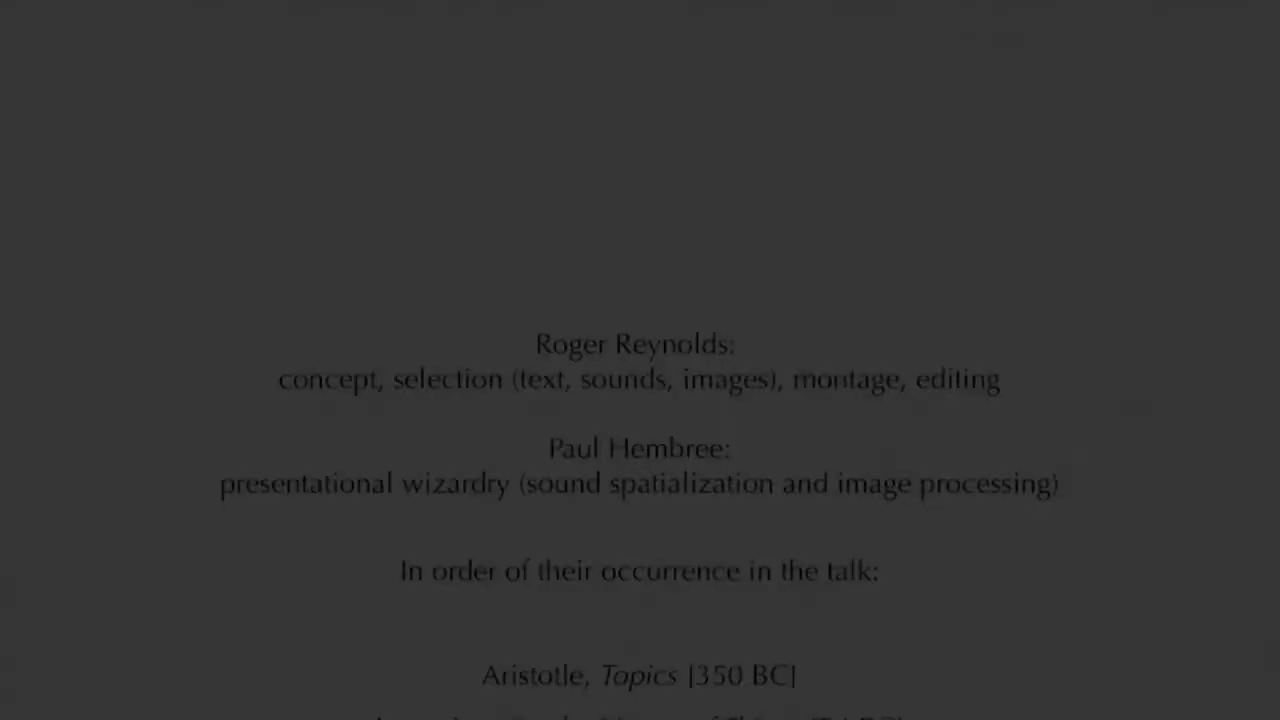 Roger Reynolds:
concept, selection (text, sounds, images), montage, editing
Paul Hembree:
presentational wizardry (sound spatialization and image processing)
In order of their occurrence in the talk:
Aristotle, Topics [350 BC]